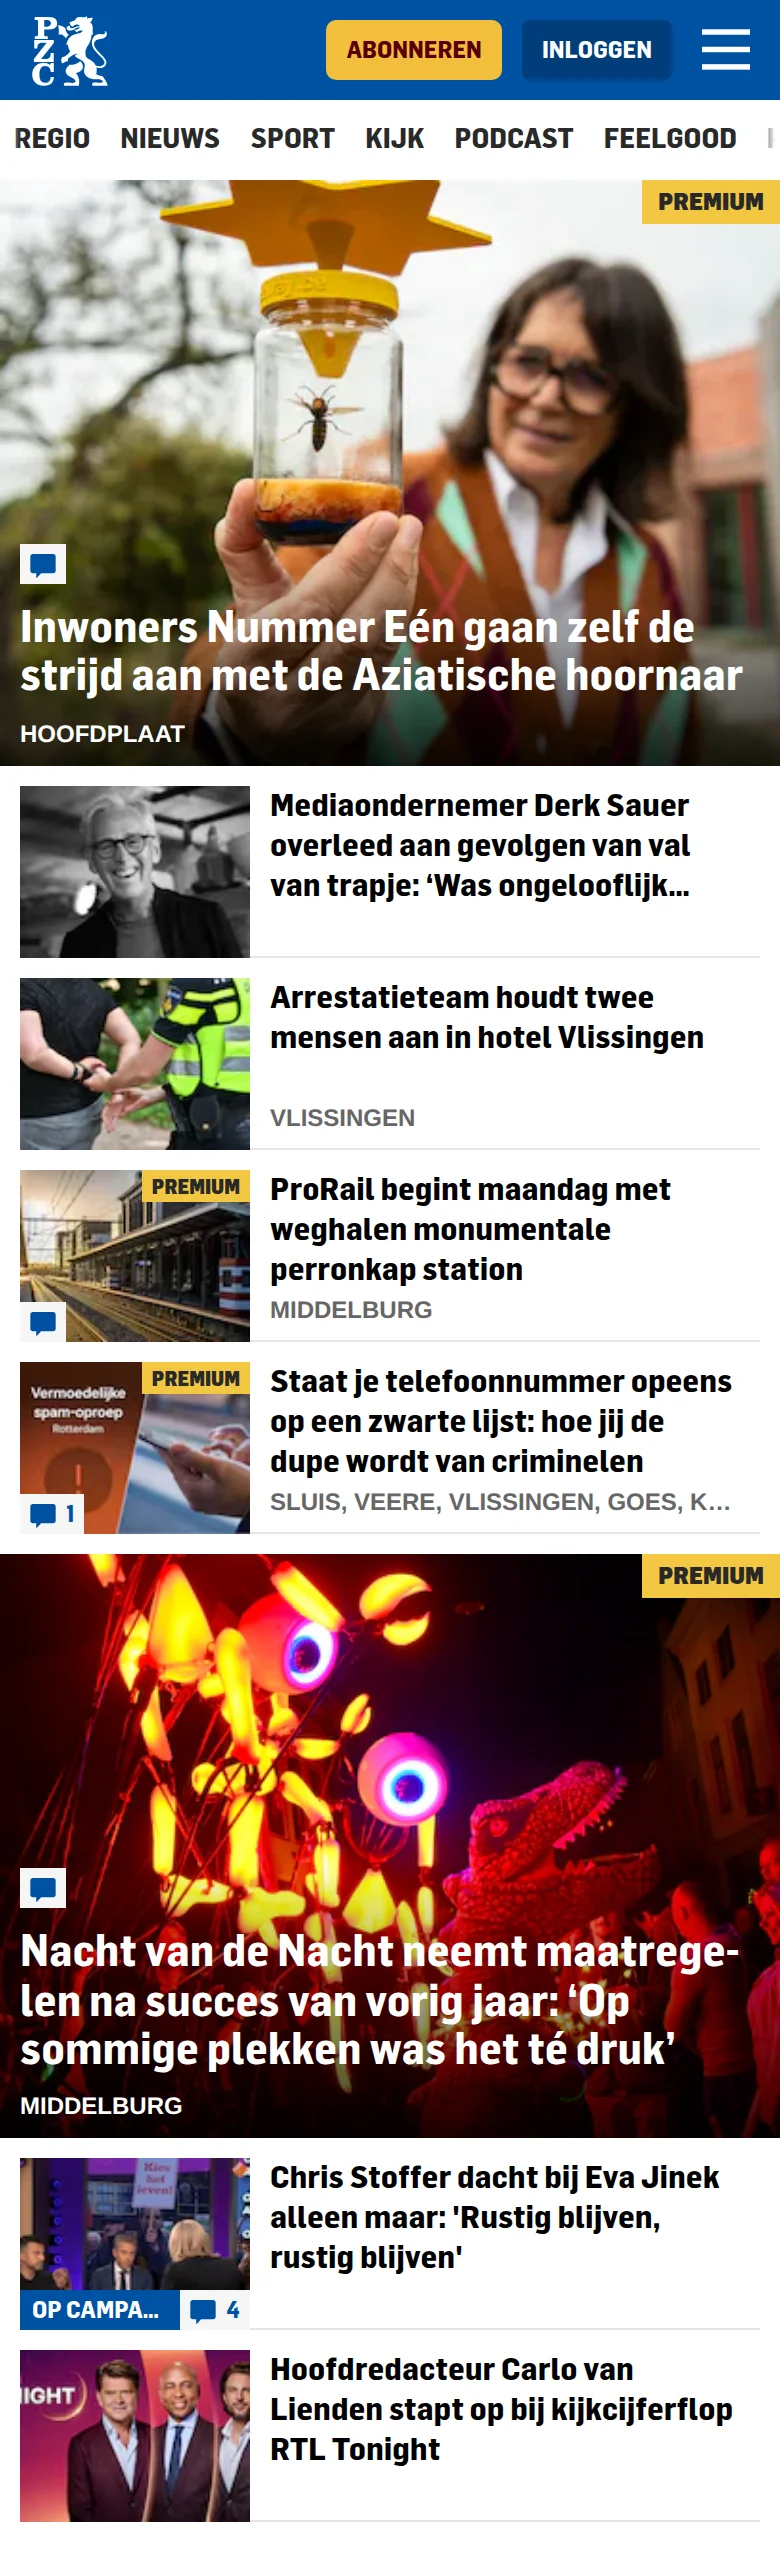 PZC
ABONNEREN
INLOGGEN
REGIO NIEUWS SPORT KIJK PODCAST FEELGOOD
PREMIUM
Inwoners Nummer Eén gaan zelf de
strijd aan met de Aziatische hoornaar
HOOFDPLAAT
Mediaondernemer Derk Sauer
overleed aan gevolgen van val
van trapje: ‘Was ongelooflijk...
Arrestatieteam houdt twee
mensen aan in hotel Vlissingen
VLISSINGEN
PREMIUM
ProRail begint maandag met
weghalen monumentale
perronkap station
MIDDELBURG
PREMIUM
Vermoedelijke
spam-oproep
Rotterdam
1
Staat je telefoonnummer opeens
op een zwarte lijst: hoe jij de
dupe wordt van criminelen
SLUIS, VEERE, VLISSINGEN, GOES, K...
PREMIUM
Nacht van de Nacht neemt maatrege-
len na succes van vorig jaar: ‘Op
sommige plekken was het té druk’
MIDDELBURG
Kies
het
leven!
OP CAMPA...
4
Chris Stoffer dacht bij Eva Jinek
alleen maar: 'Rustig blijven,
rustig blijven'
IGHT
Hoofdredacteur Carlo van
Lienden stapt op bij kijkcijferflop
RTL Tonight